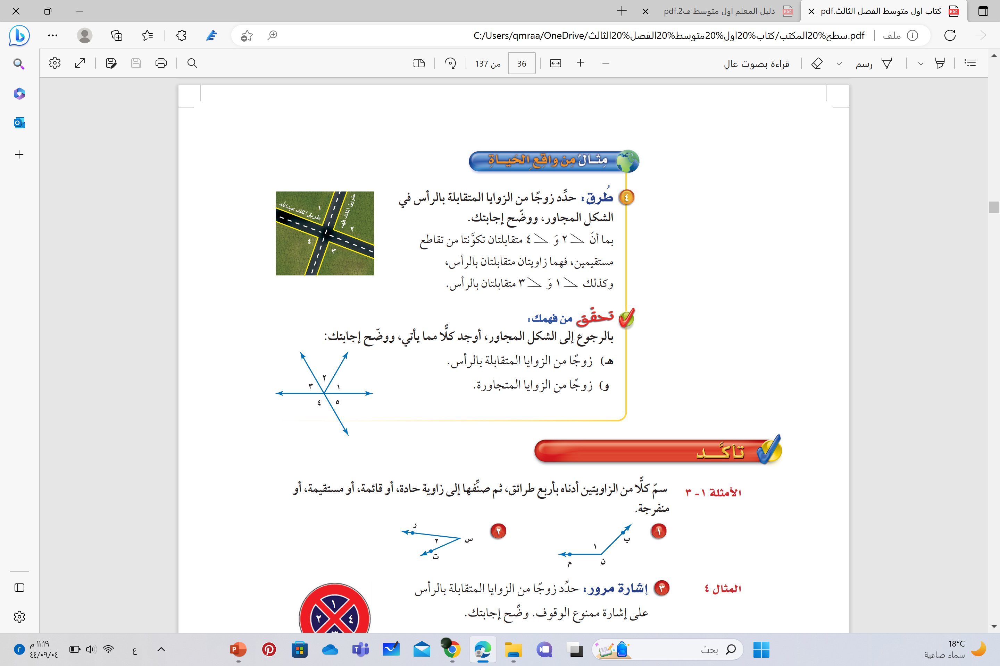 كتاب اول متوسط الفصل الثالث.pdf
دليل المعلم اول متوسط ف2.pdf
ملف
C:/Users/qmraa/OneDrive/سطح%20المكتب/كتاب%20اول%20متوسط%20الفصل%20الثالث.pdf
رسم
قراءة بصوت عالٍ
36
من 137
مِثــالٌ مِن واقِعِ الحَيــاةِ
٤
طُرق: حدِّد زوجًا من الزوايا المتقابلة بالرأس في
الشكل المجاور، ووضّح إجابتك.
بما أنّ ∠٢ وَ ∠٤ متقابلتان تكوَّنتا من تقاطع
مستقيمين، فهما زاويتان متقابلتان بالرأس،
وكذلك ∠١ وَ ∠٣ متقابلتان بالرأس.
طريق الملك فهد
طريق الملك عبدالله
١
٢
٤
٣
تحقّق من فهمك:
بالرجوع إلى الشكل المجاور، أوجد كلًّا مما يأتي، ووضّح إجابتك:
هـ) زوجًا من الزوايا المتقابلة بالرأس.
و) زوجًا من الزوايا المتجاورة.
٢
١
٣
٥
٤
تأكــد
الأمثلة ١ - ٣
سمّ كلًّا من الزاويتين أدناه بأربع طرائق، ثم صنِّفها إلى زاوية حادة، أو قائمة، أو مستقيمة، أو
منفرجة.
١
ب
١
ن
م
٢
ر
س
٢
ت
المثال ٤
٣ إشارة مرور: حدِّد زوجًا من الزوايا المتقابلة بالرأس
على إشارة ممنوع الوقوف. وضِّح إجابتك.
١
٤
٢
٣
18°C
سماء صافية
بحث
ع
١١:١٩ م
٤٤/٠٩/٠٤
٣